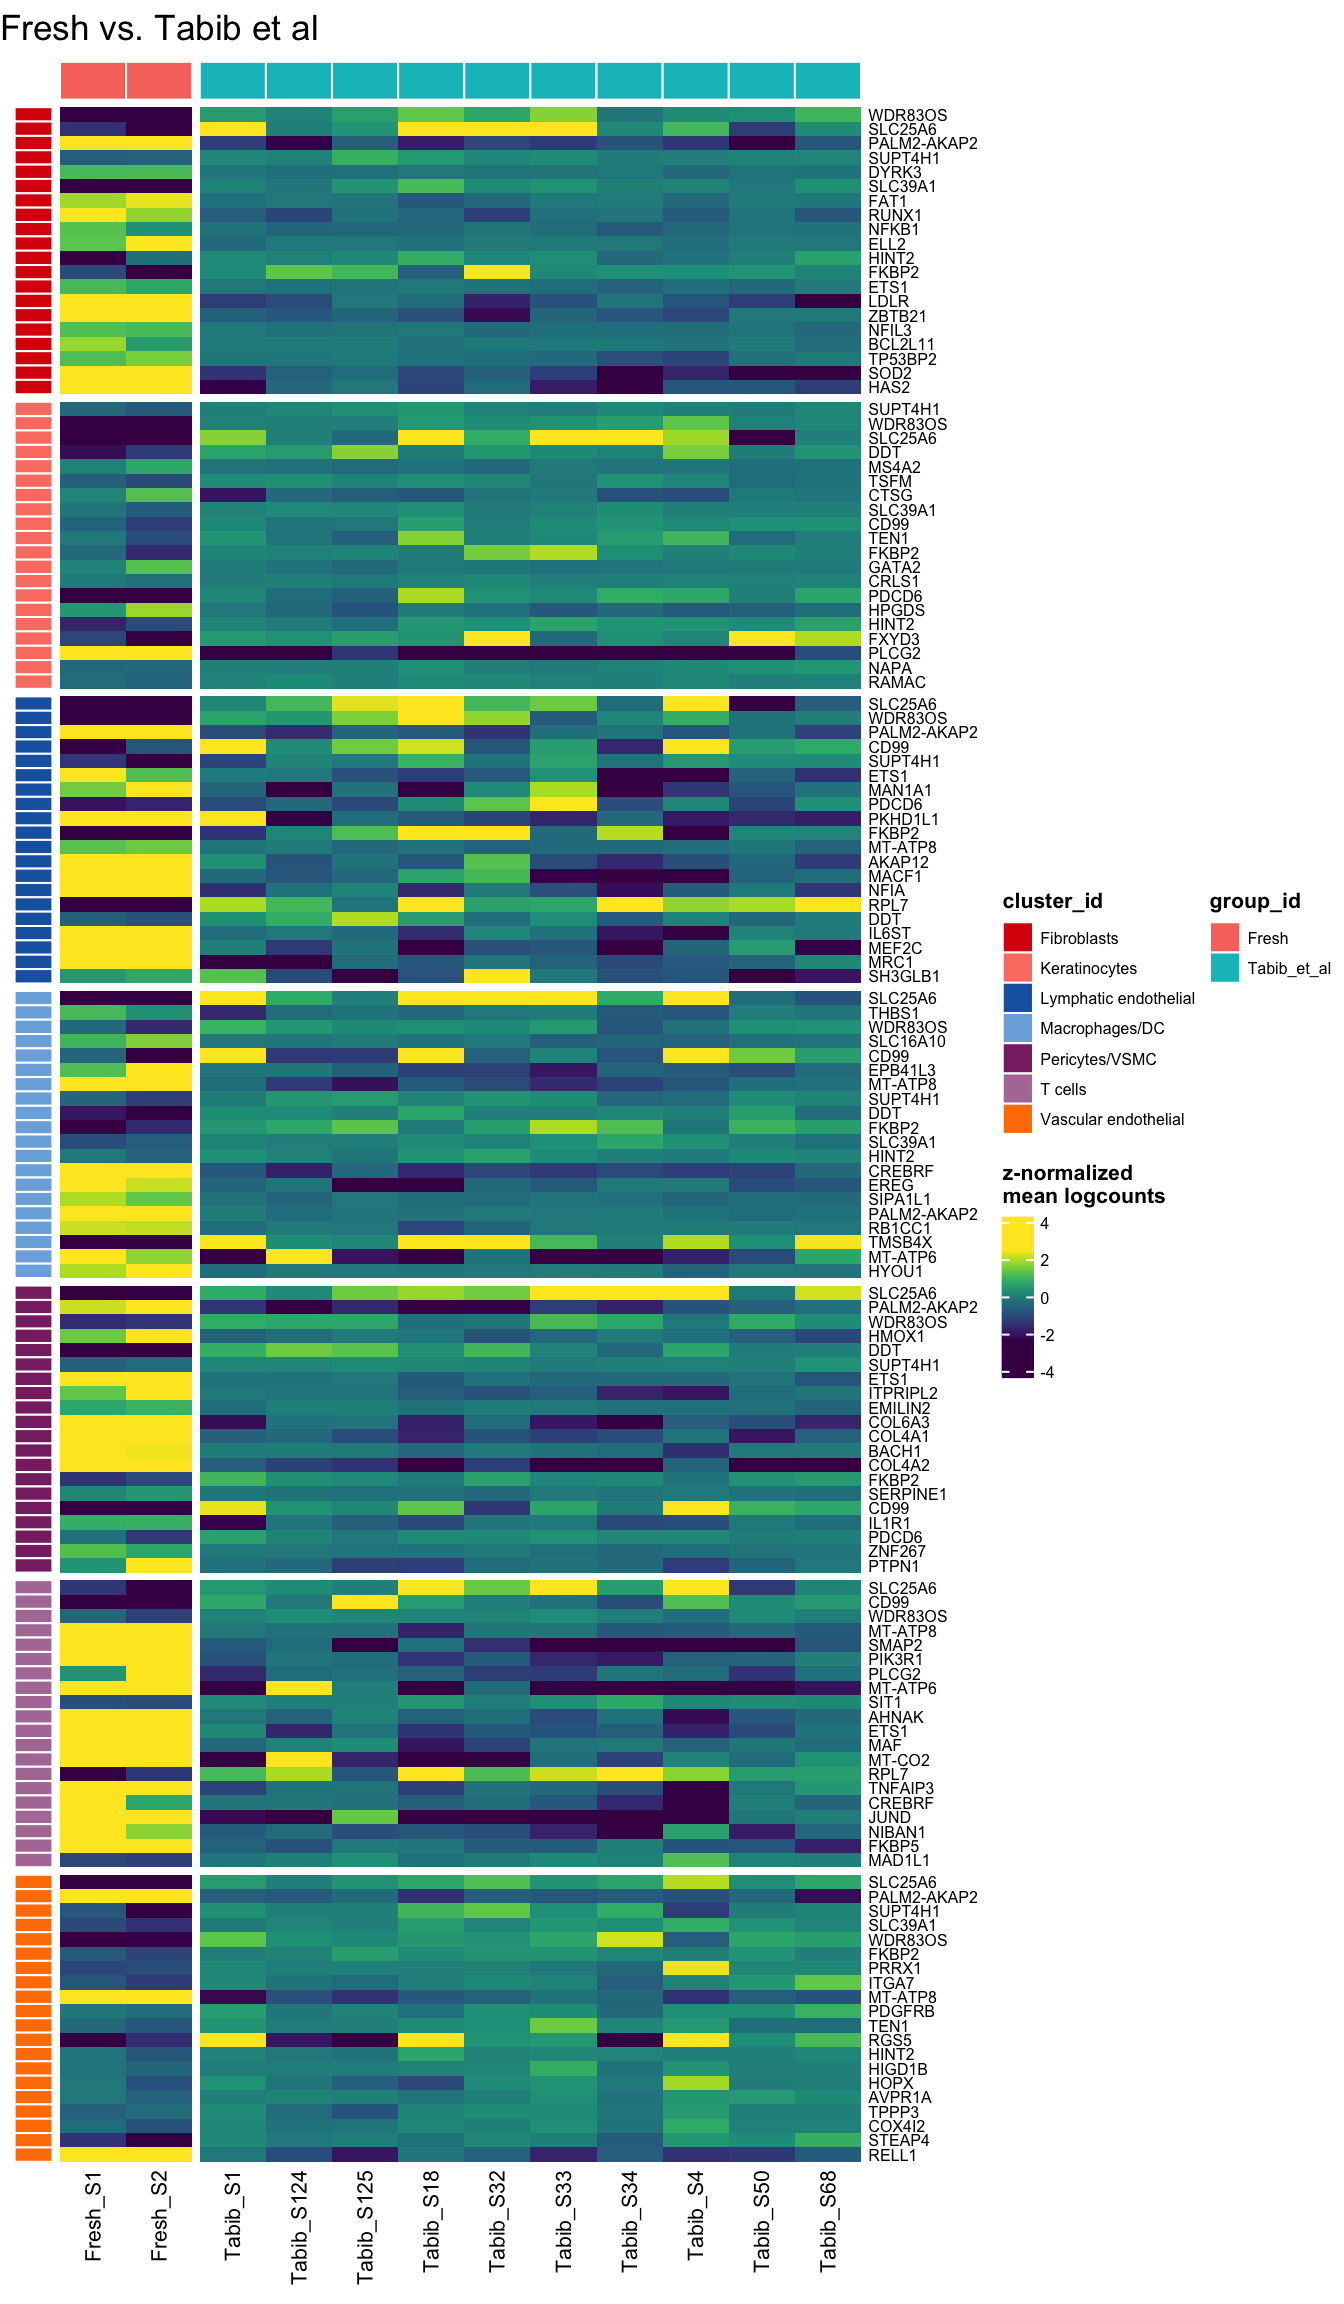 Fresh vs. Tabib et al
WDR83OS
SLC25A6
PALM2-AKAP2
SUPT4H1
DYRK3
SLC39A1
FAT1
RUNX1
NFKB1
ELL2
HINT2
FKBP2
ETS1
LDLR
ZBTB21
NFIL3
BCL2L11
TP53BP2
SOD2
HAS2
SUPT4H1
WDR83OS
SLC25A6
DDT
MS4A2
TSFM
CTSG
SLC39A1
CD99
TEN1
FKBP2
GATA2
CRLS1
PDCD6
HPGDS
HINT2
FXYD3
PLCG2
NAPA
RAMAC
SLC25A6
WDR83OS
PALM2-AKAP2
CD99
SUPT4H1
ETS1
MAN1A1
PDCD6
PKHD1L1
FKBP2
MT-ATP8
AKAP12
MACF1
NFIA
RPL7
DDT
IL6ST
MEF2C
MRC1
SH3GLB1
SLC25A6
THBS1
WDR83OS
SLC16A10
CD99
EPB41L3
MT-ATP8
SUPT4H1
DDT
FKBP2
SLC39A1
HINT2
CREBRF
EREG
SIPA1L1
PALM2-AKAP2
RB1CC1
TMSB4X
MT-ATP6
HYOU1
SLC25A6
PALM2-AKAP2
WDR83OS
HMOX1
DDT
SUPT4H1
ETS1
ITPRIPL2
EMILIN2
COL6A3
COL4A1
BACH1
COL4A2
FKBP2
SERPINE1
CD99
IL1R1
PDCD6
ZNF267
PTPN1
SLC25A6
CD99
WDR83OS
MT-ATP8
SMAP2
PIK3R1
PLCG2
MT-ATP6
SIT1
AHNAK
ETS1
MAF
MT-CO2
RPL7
TNFAIP3
CREBRF
JUND
NIBAN1
FKBP5
MAD1L1
SLC25A6
PALM2-AKAP2
SUPT4H1
SLC39A1
WDR83OS
FKBP2
PRRX1
ITGA7
MT-ATP8
PDGFRB
TEN1
RGS5
HINT2
HIGD1B
HOPX
AVPR1A
TPPP3
COX4I2
STEAP4
RELL1
Fresh_S1
Fresh_S2
Tabib_S1
Tabib_S124
Tabib_S125
Tabib_S18
Tabib_S32
Tabib_S33
Tabib_S34
Tabib_S4
Tabib_S50
Tabib_S68
cluster_id
Fibroblasts
Keratinocytes
Lymphatic endothelial
Macrophages/DC
Pericytes/VSMC
T cells
Vascular endothelial
group_id
Fresh
Tabib_et_al
z-normalized
mean logcounts
4
2
0
-2
-4